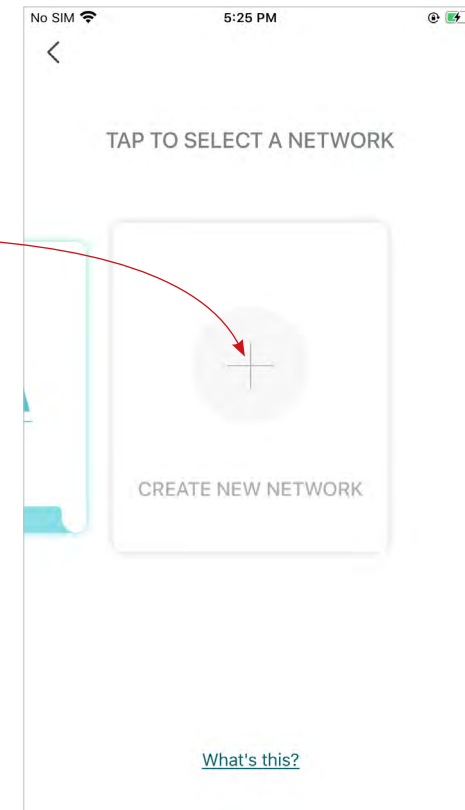 No SIM 5:25 PM
TAP TO SELECT A NETWORK
CREATE NEW NETWORK
What's this?